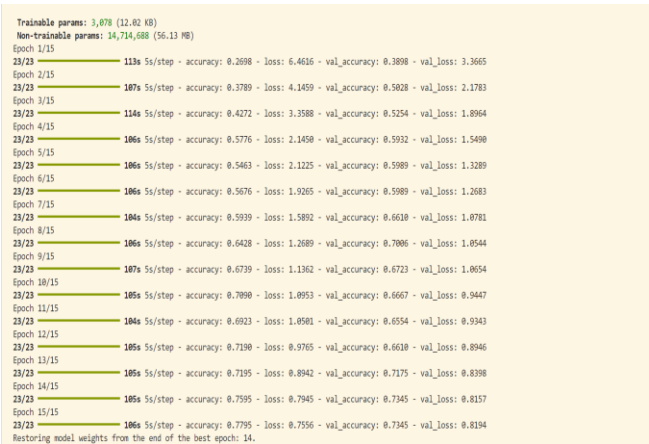 Trainable params: 3,078 (12.02 KB)
Non-trainable params: 14,714,688 (56.13 MB)
Epoch 1/15
23/23 113s 5s/step - accuracy: 0.2698 - loss: 6.4616 - val_accuracy: 0.3898 - val_loss: 3.3665
Epoch 2/15
23/23 107s 5s/step - accuracy: 0.3789 - loss: 4.1459 - val_accuracy: 0.5028 - val_loss: 2.1783
Epoch 3/15
23/23 114s 5s/step - accuracy: 0.4272 - loss: 3.3588 - val_accuracy: 0.5254 - val_loss: 1.8964
Epoch 4/15
23/23 106s 5s/step - accuracy: 0.5776 - loss: 2.1450 - val_accuracy: 0.5932 - val_loss: 1.5490
Epoch 5/15
23/23 106s 5s/step - accuracy: 0.5463 - loss: 2.1225 - val_accuracy: 0.5989 - val_loss: 1.3289
Epoch 6/15
23/23 106s 5s/step - accuracy: 0.5676 - loss: 1.9265 - val_accuracy: 0.5989 - val_loss: 1.2683
Epoch 7/15
23/23 104s 5s/step - accuracy: 0.5939 - loss: 1.5892 - val_accuracy: 0.6610 - val_loss: 1.0781
Epoch 8/15
23/23 106s 5s/step - accuracy: 0.6428 - loss: 1.2689 - val_accuracy: 0.7006 - val_loss: 1.0544
Epoch 9/15
23/23 107s 5s/step - accuracy: 0.6739 - loss: 1.1362 - val_accuracy: 0.6723 - val_loss: 1.0654
Epoch 10/15
23/23 105s 5s/step - accuracy: 0.7090 - loss: 1.0953 - val_accuracy: 0.6667 - val_loss: 0.9447
Epoch 11/15
23/23 104s 5s/step - accuracy: 0.6923 - loss: 1.0501 - val_accuracy: 0.6554 - val_loss: 0.9343
Epoch 12/15
23/23 105s 5s/step - accuracy: 0.7190 - loss: 0.9765 - val_accuracy: 0.6610 - val_loss: 0.8946
Epoch 13/15
23/23 105s 5s/step - accuracy: 0.7195 - loss: 0.8942 - val_accuracy: 0.7175 - val_loss: 0.8398
Epoch 14/15
23/23 105s 5s/step - accuracy: 0.7595 - loss: 0.7945 - val_accuracy: 0.7345 - val_loss: 0.8157
Epoch 15/15
23/23 106s 5s/step - accuracy: 0.7795 - loss: 0.7556 - val_accuracy: 0.7345 - val_loss: 0.8194
Restoring model weights from the end of the best epoch: 14.